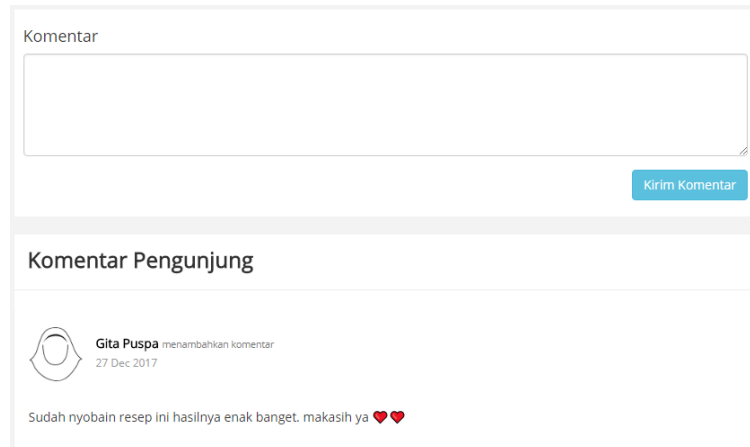 Komentar
Kirim Komentar
Komentar Pengunjung
Gita Puspa menambahkan komentar
27 Dec 2017
Sudah nyobain resep ini hasilnya enak banget. makasih ya ❤❤